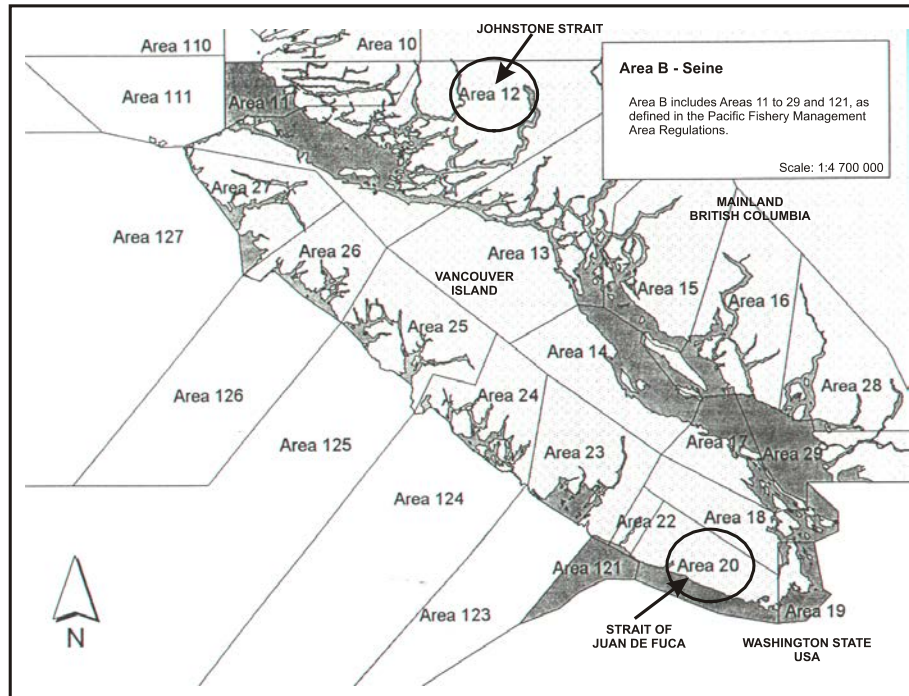 JOHNSTONE STRAIT
Area 110
Area 10
Area 111
Area 11
Area 12
Area B - Seine
Area B includes Areas 11 to 29 and 121, as
defined in the Pacific Fishery Management
Area Regulations.
Scale: 1:4 700 000
MAINLAND
BRITISH COLUMBIA
Area 27
Area 127
Area 26
Area 13
VANCOUVER
ISLAND
Area 15
Area 16
Area 25
Area 14
Area 28
Area 126
Area 24
Area 125
Area 17
Area 29
Area 23
Area 124
Area 22
Area 18
Area 121
Area 20
Area 123
Area 19
N
STRAIT OF
JUAN DE FUCA
WASHINGTON STATE
USA